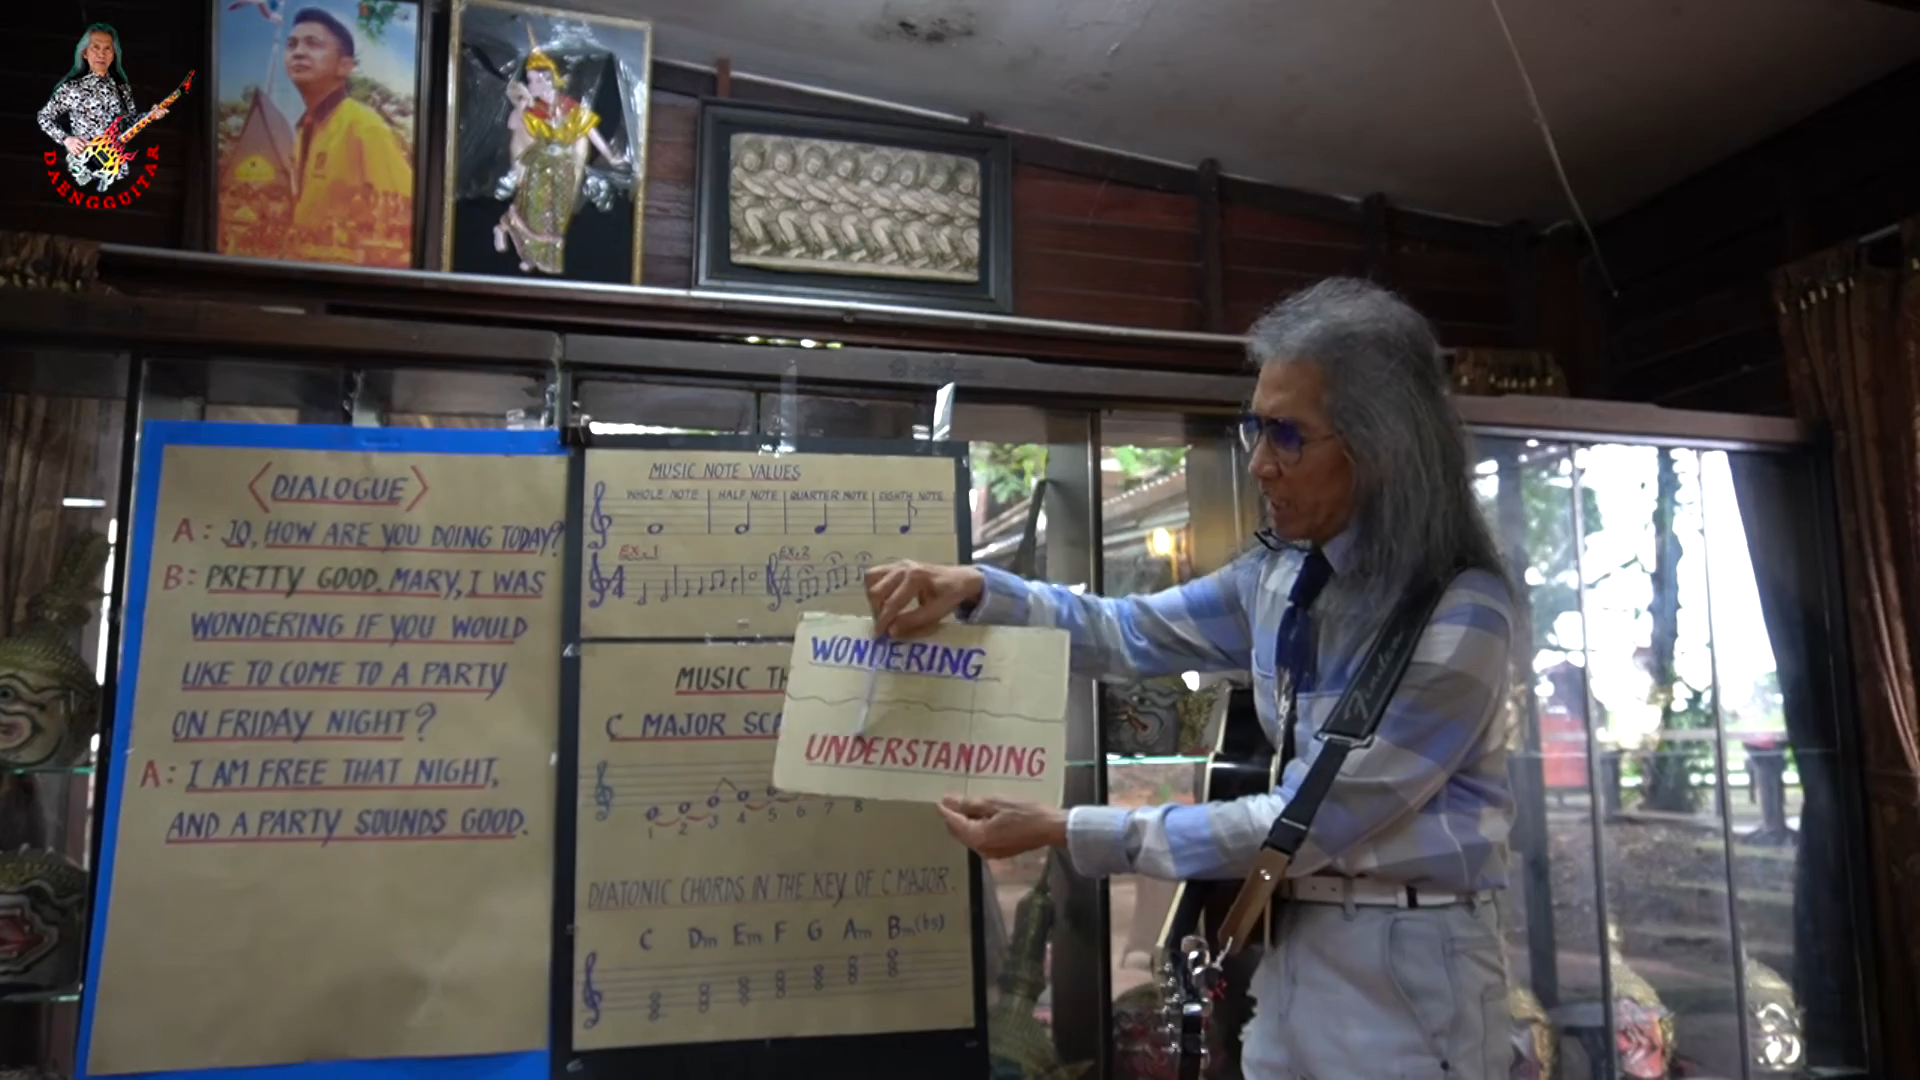 DAENGGUITAR
<DIALOGUE>
A: JO, HOW ARE YOU DOING TODAY?
B: PRETTY GOOD. MARY, I WAS
WONDERING IF YOU WOULD
LIKE TO COME TO A PARTY
ON FRIDAY NIGHT?
A: I AM FREE THAT NIGHT,
AND A PARTY SOUNDS GOOD.
MUSIC NOTE VALUES
WHOLE NOTE HALF NOTE QUARTER NOTE EIGHTH NOTE
EX.1 EX.2
MUSIC TH
C MAJOR SCA
1 2 3 4 5 6 7 8
DIATONIC CHORDS IN THE KEY OF C MAJOR.
C Dm Em F G Am Bm(b5)
WONDERING
UNDERSTANDING
Fender